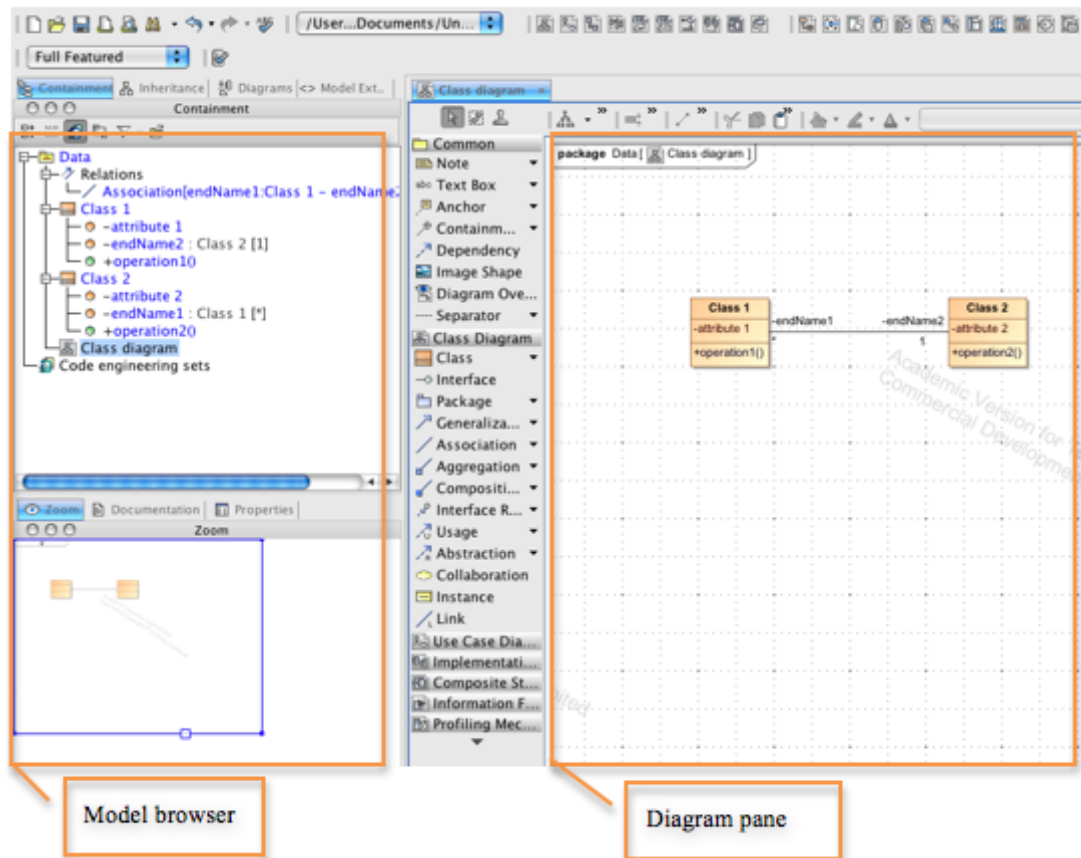 /User...Documents/Un...
Full Featured
Containment Inheritance Diagrams <> Model Ext...
Containment
Data
Relations
Association[endName1:Class 1 - endName2
Class 1
-attribute 1
-endName2 : Class 2 [1]
+operation1()
Class 2
-attribute 2
-endName1 : Class 1 [*]
+operation2()
Class diagram
Code engineering sets
Zoom Documentation Properties
Zoom
Class diagram
Common
Note
abc Text Box
Anchor
Containm...
Dependency
Image Shape
Diagram Ove...
Separator
Class Diagram
Class
Interface
Package
Generaliza...
Association
Aggregation
Compositi...
Interface R...
Usage
Abstraction
Collaboration
Instance
Link
Use Case Dia...
Implementati...
Composite St...
Information F...
Profiling Mec...
package Data[ Class diagram ]
Class 1
-attribute 1
+operation1()
-endName1
*
-endName2
1
Class 2
-attribute 2
+operation2()
Academic Version for
Commercial Development
Model browser
Diagram pane